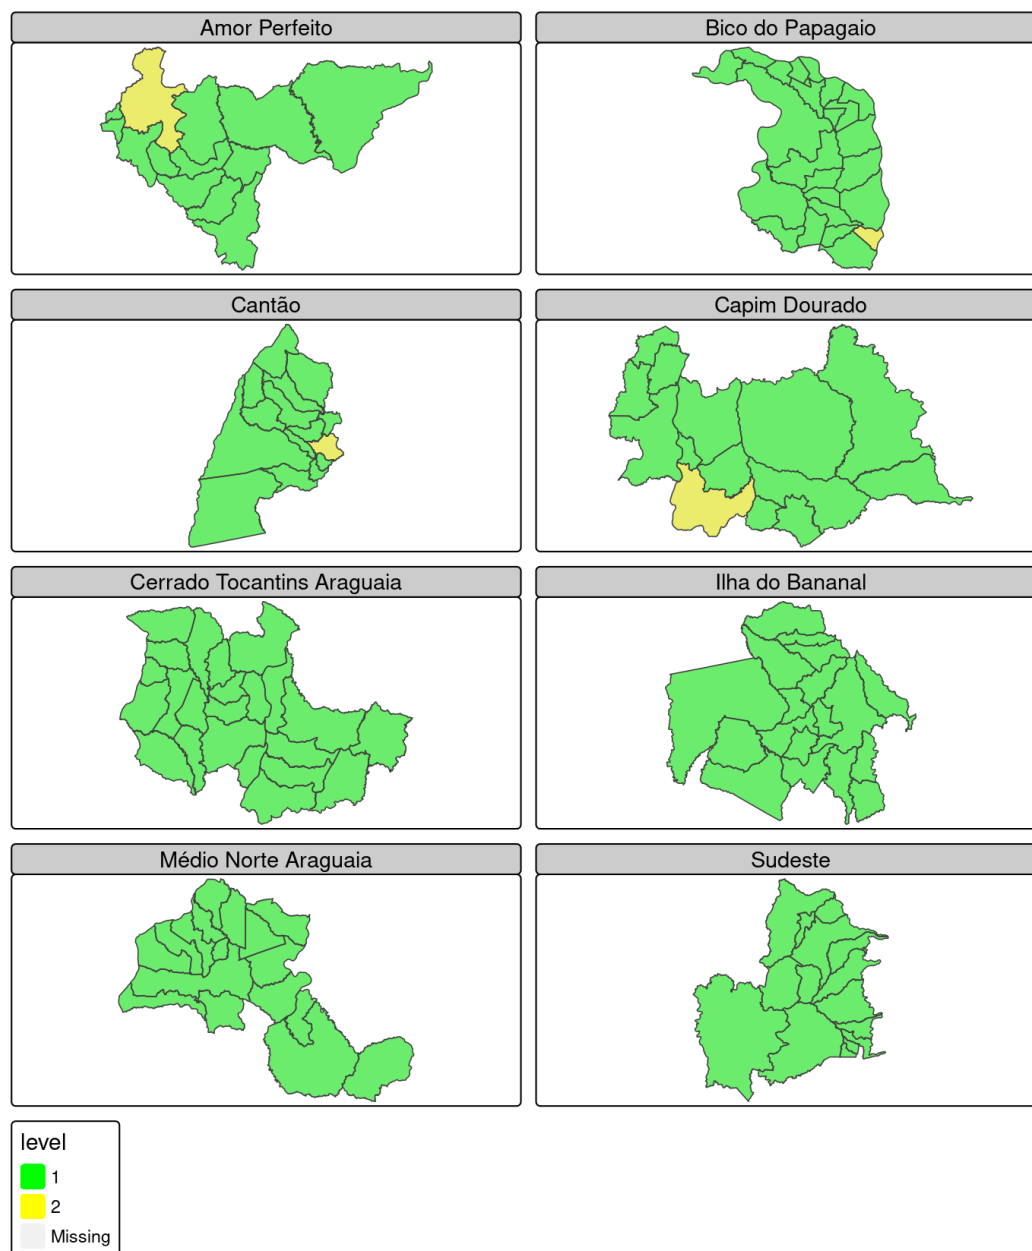 Amor Perfeito
Bico do Papagaio
Cantão
Capim Dourado
Cerrado Tocantins Araguaia
Ilha do Bananal
Médio Norte Araguaia
Sudeste
level
1
2
Missing